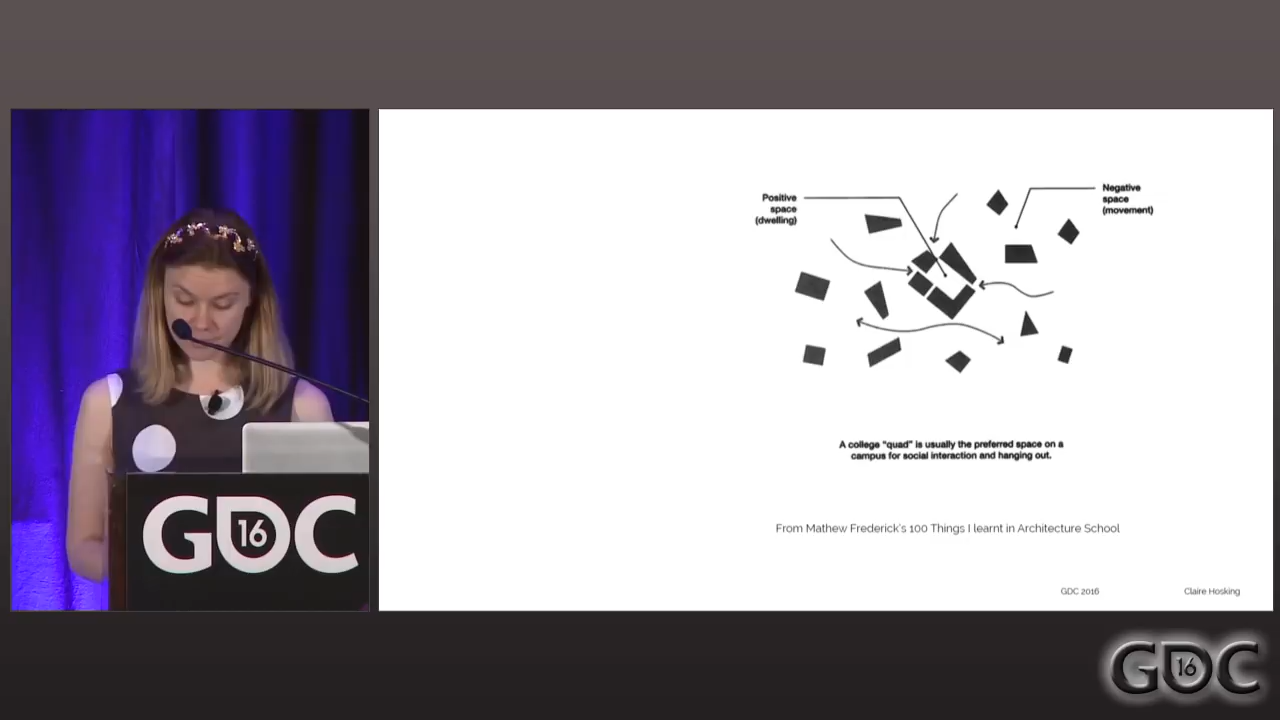 Positive
space
(dwelling)
Negative
space
(movement)
A college "quad" is usually the preferred space on a
campus for social interaction and hanging out.
From Mathew Frederick's 100 Things I learnt in Architecture School
GDC 2016
Claire Hosking
GDC 16
GDC 16